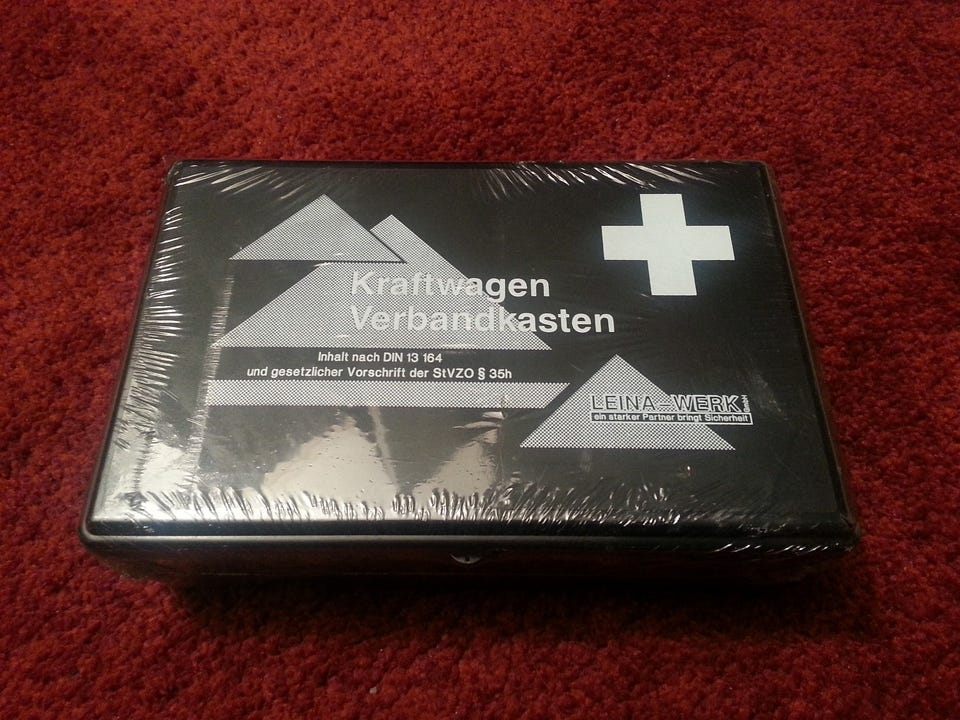 Kraftwagen
Verbandkasten
Inhalt nach DIN 13 164
und gesetzlicher Vorschrift der StVZO § 35h
LEINA-WERK GmbH
ein starker Partner bringt Sicherheit